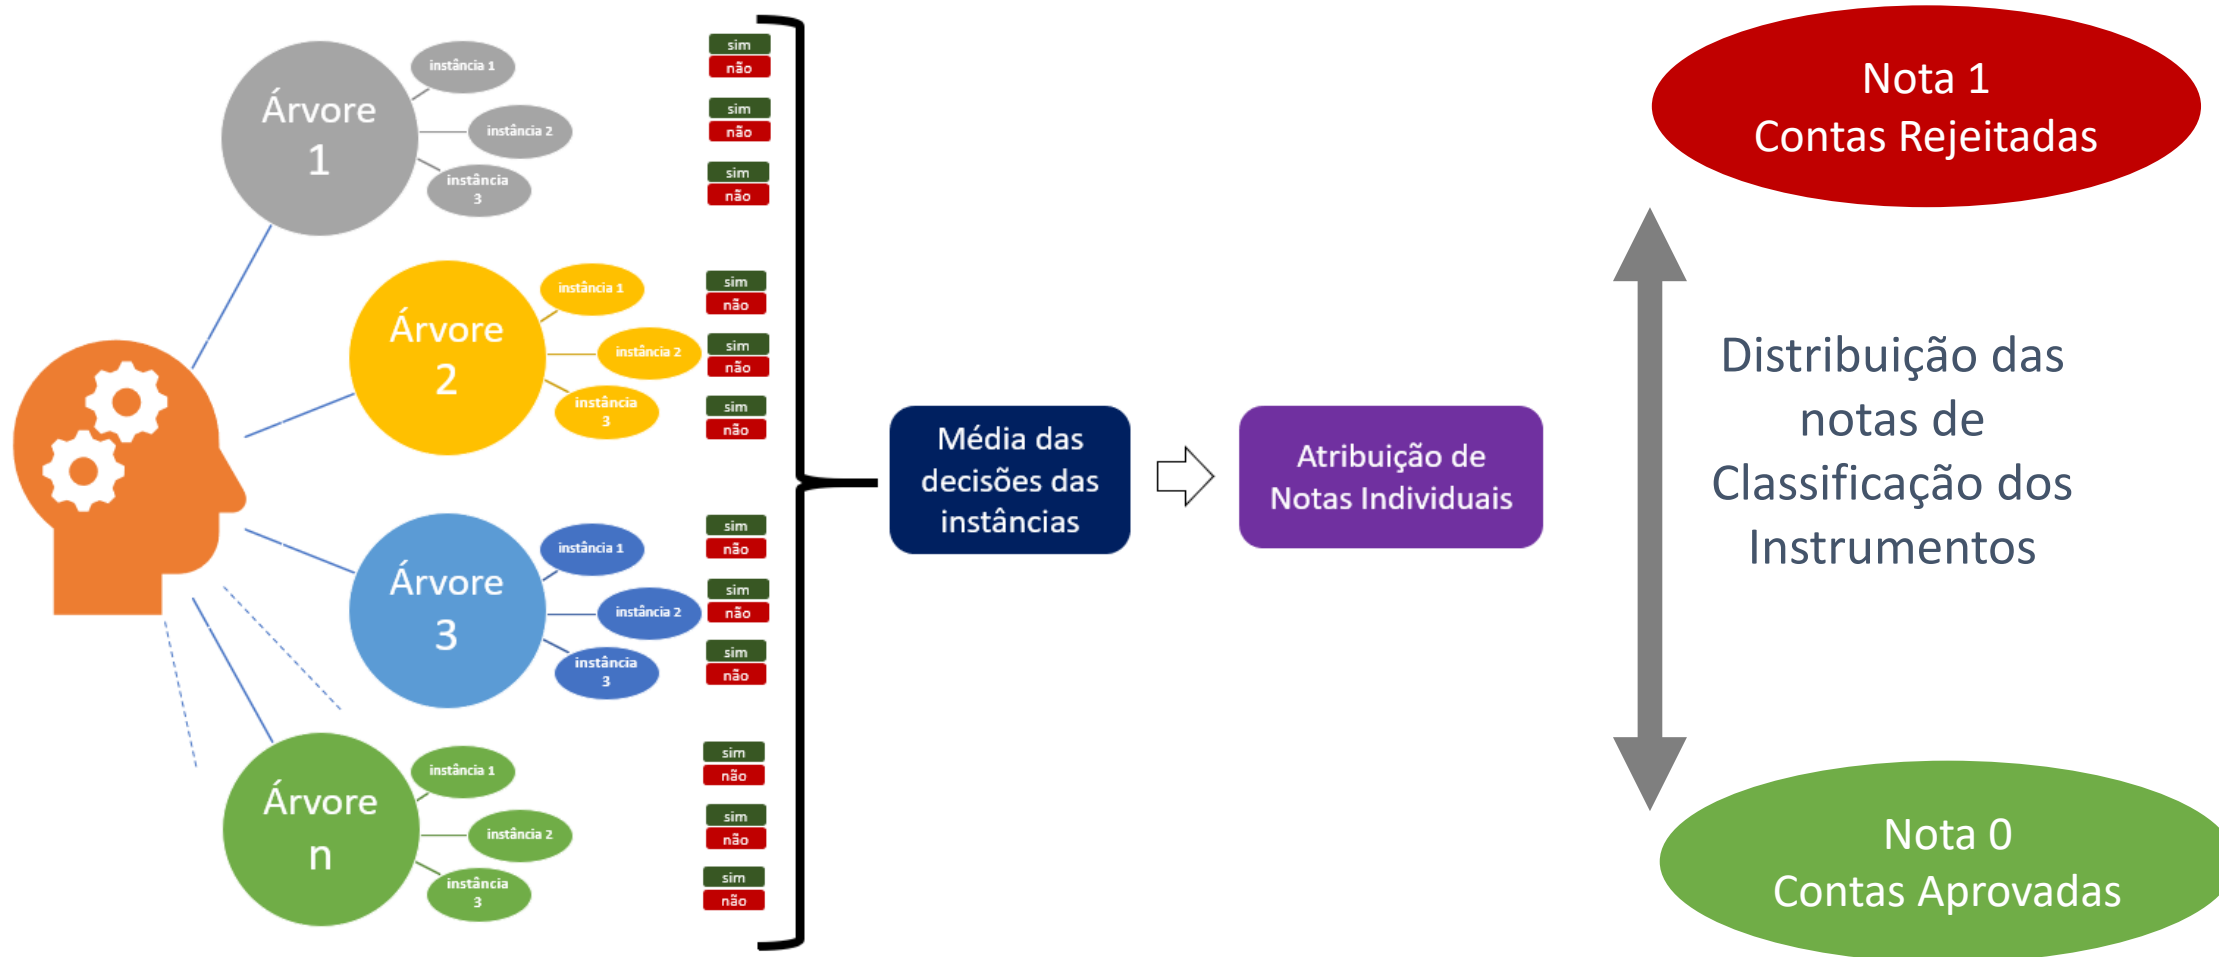 Árvore
1
instância 1
instância 2
instância
3
sim
não
sim
não
sim
não
Árvore
2
instância 1
instância 2
instância
3
sim
não
sim
não
sim
não
Árvore
3
instância 1
instância 2
instância
3
sim
não
sim
não
sim
não
Árvore
n
instância 1
instância 2
instância
3
sim
não
sim
não
sim
não
Média das
decisões das
instâncias
Atribuição de
Notas Individuais
Nota 1
Contas Rejeitadas
Distribuição das
notas de
Classificação dos
Instrumentos
Nota 0
Contas Aprovadas